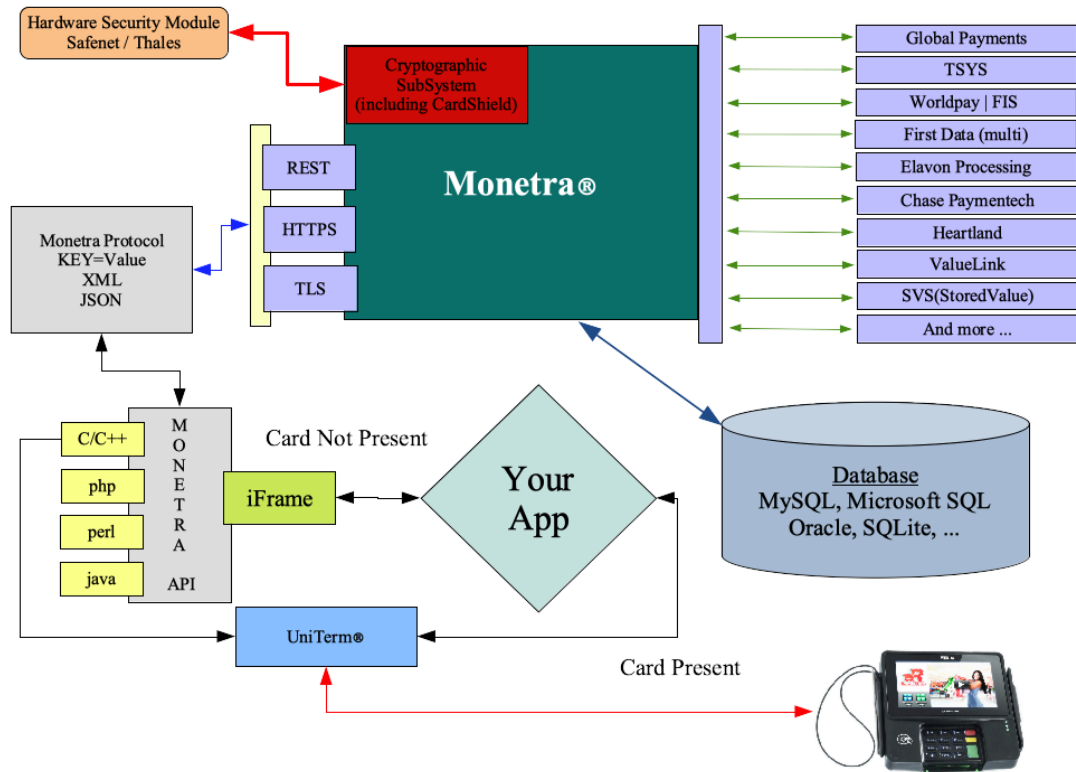 Hardware Security Module
Safenet / Thales
Cryptographic
SubSystem
(including CardShield)
Monetra®
REST
HTTPS
TLS
Global Payments
TSYS
Worldpay | FIS
First Data (multi)
Elavon Processing
Chase Paymentech
Heartland
ValueLink
SVS(StoredValue)
And more ...
Monetra Protocol
KEY=Value
XML
JSON
C/C++
php
perl
java
M
O
N
E
T
R
A
API
iFrame
Card Not Present
Your
App
Database
MySQL, Microsoft SQL
Oracle, SQLite, ...
UniTerm®
Card Present